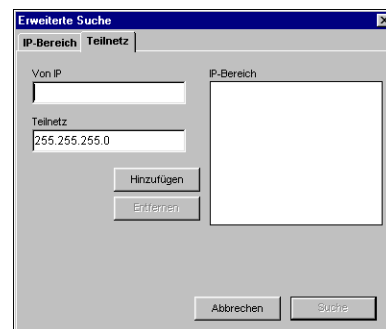 Erweiterte Suche
IP-Bereich Teilnetz
Von IP
IP-Bereich
Teilnetz
255.255.255.0
Hinzufügen
Entfernen
Abbrechen Suche